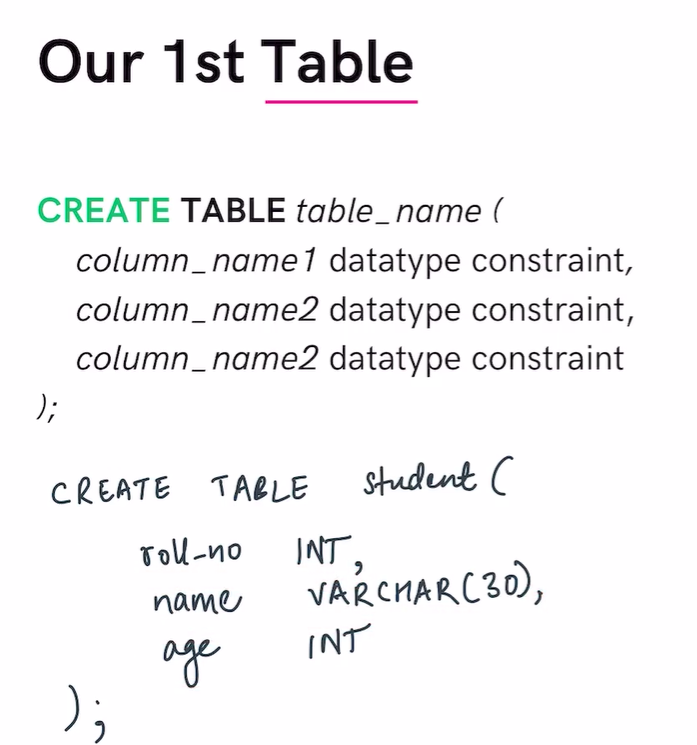 Our 1st Table
CREATE TABLE table_name (
column_name1 datatype constraint,
column_name2 datatype constraint,
column_name2 datatype constraint
);
CREATE TABLE student (
roll-no INT,
name VARCHAR(30),
age INT
);